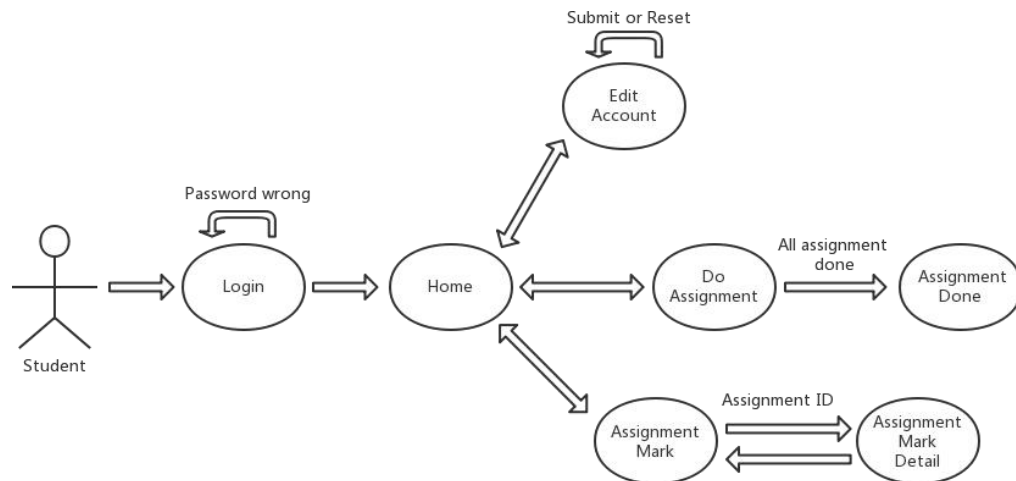 Submit or Reset
Edit
Account
Password wrong
Login
Home
Do
Assignment
All assignment
done
Assignment
Done
Student
Assignment
Mark
Assignment ID
Assignment
Mark
Detail